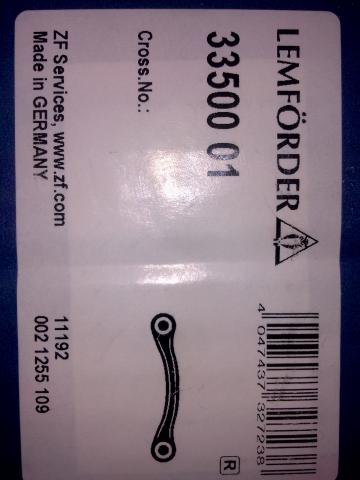 LEMFÖRDER
33500 01
Cross.No.:
4 047437 327238
R
ZF Services, www.zf.com
Made in GERMANY
11192
002 1255 109